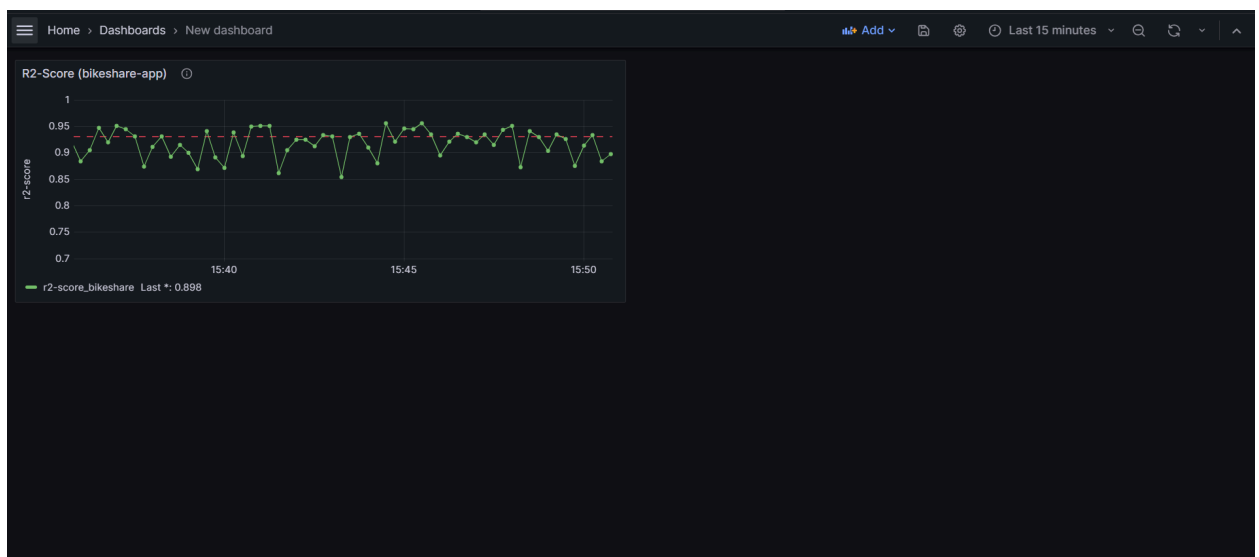 Home › Dashboards › New dashboard
Add
Last 15 minutes
R2-Score (bikeshare-app)
1
0.95
0.9
0.85
0.8
0.75
0.7
r2-score
15:40 15:45 15:50
r2-score_bikeshare Last *: 0.898